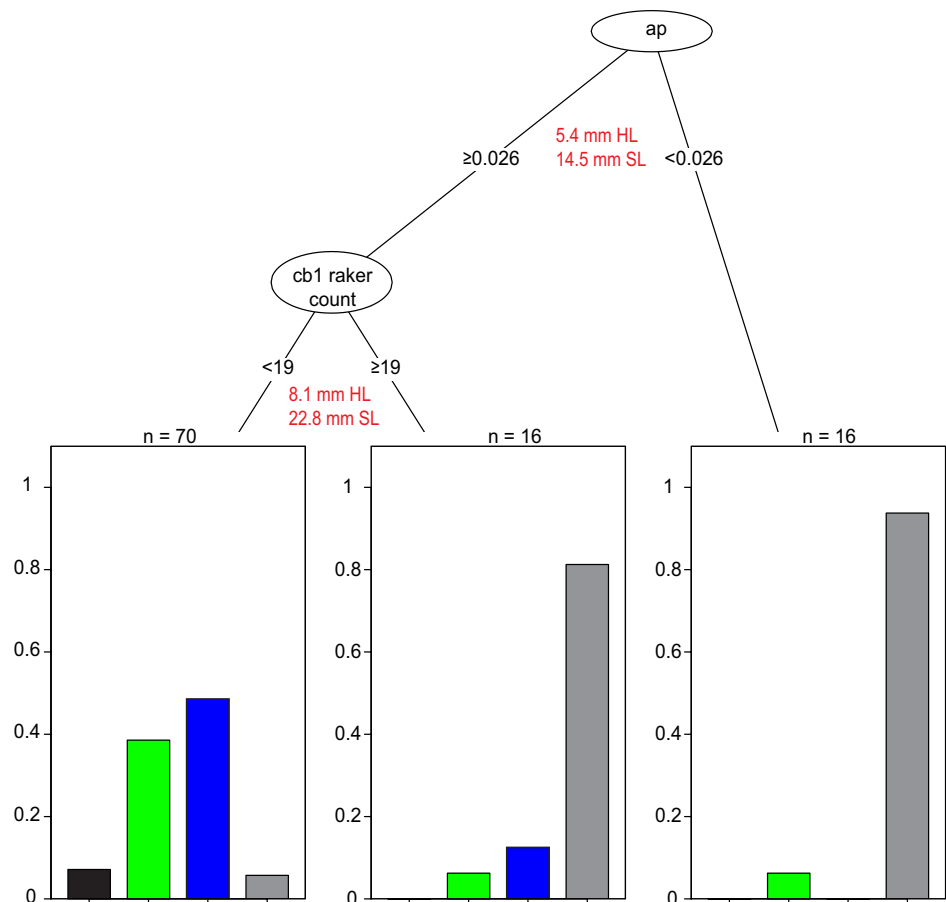 ap
5.4 mm HL
14.5 mm SL
≥0.026
<0.026
cb1 raker
count
<19
≥19
8.1 mm HL
22.8 mm SL
n = 70
1
0.8
0.6
0.4
0.2
0
n = 16
1
0.8
0.6
0.4
0.2
0
n = 16
1
0.8
0.6
0.4
0.2
0